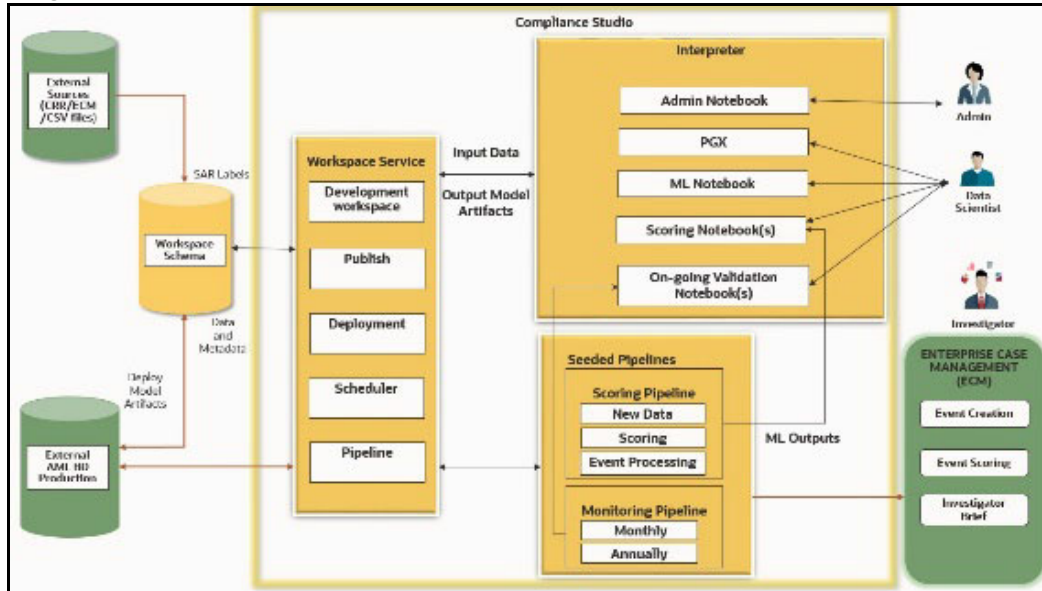 Compliance Studio
External
Sources
(CRR/ECM
/CSV files)
SAR Labels
Workspace
Schema
Data
and
Metadata
Deploy
Model
Artifacts
External
Production
Workspace Service
Development
workspace
Publish
Deployment
Scheduler
Pipeline
Input Data
Output Model
Artifacts
Interpreter
Admin Notebook
PGX
ML Notebook
Scoring Notebook(s)
On-going Validation
Notebook(s)
Seeded Pipelines
Scoring Pipeline
New Data
Scoring
Event Processing
Monitoring Pipeline
Monthly
Annually
ML Outputs
Admin
Data
Scientist
Investigator
ENTERPRISE CASE
MANAGEMENT
(ECM)
Event Creation
Event Scoring
Investigator
Brief